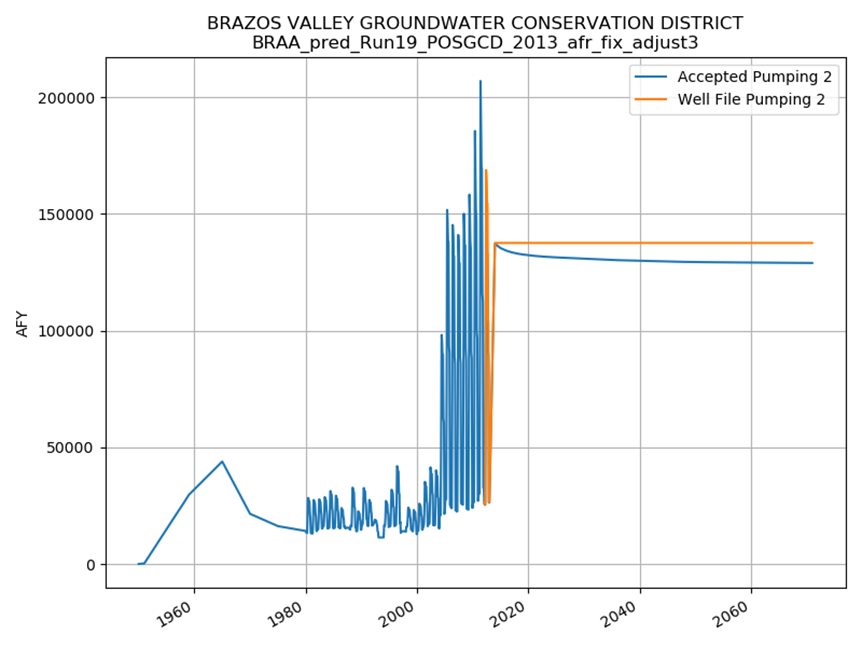 BRAZOS VALLEY GROUNDWATER CONSERVATION DISTRICT
BRAA_pred_Run19_POSGCD_2013_afr_fix_adjust3
Accepted Pumping 2
Well File Pumping 2
200000
150000
100000
50000
0
AFY
1960
1980
2000
2020
2040
2060